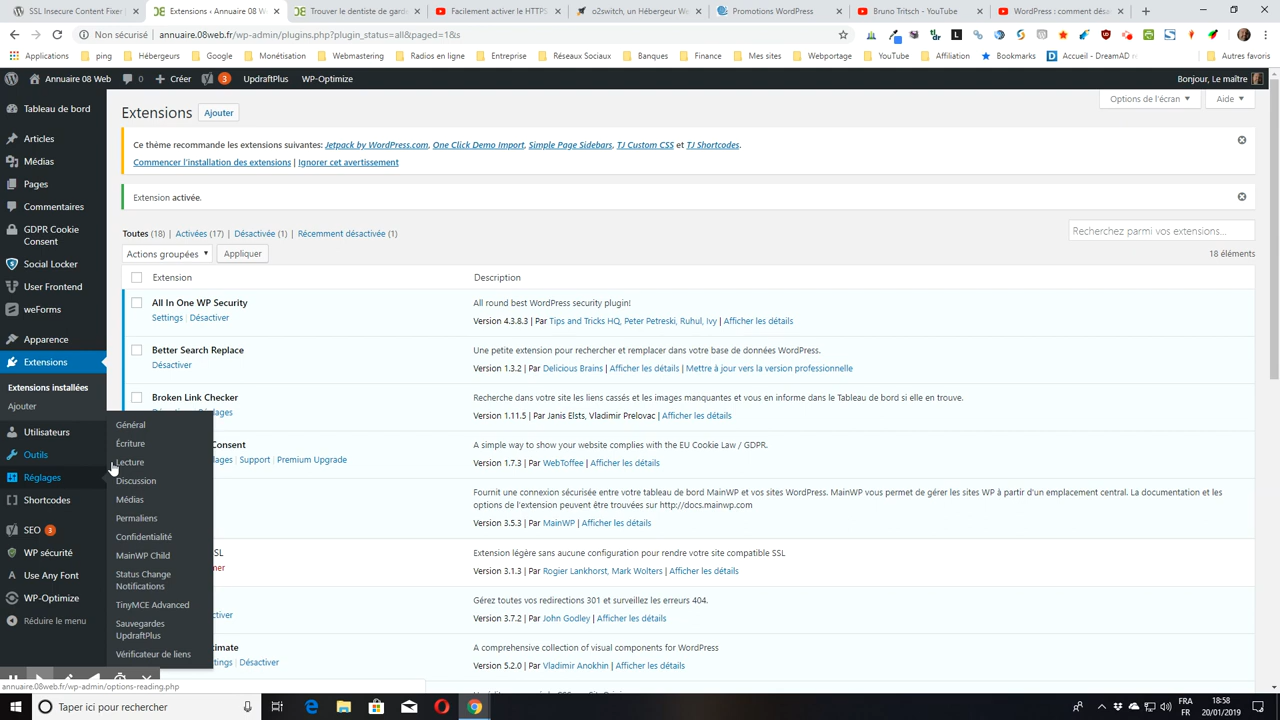 SSL Insecure Content Fixer
Annuaires 08 W
Trouver le dentiste de gard
Facilement activer le HTTPS
o2switch, un Hébergeur We
Promotions WordPress
Bruno Tritsch - YouTube
WordPress : comment désa
Non sécurisé
annuaire.08web.fr/wp-admin/plugins.php?plugin_status=all&paged=1&s
Applications
ping
Hébergeurs
Google
Monétisation
Webmastering
Radios en ligne
Entreprise
Réseaux Sociaux
Banques
Finance
Mes sites
Webportage
YouTube
Affiliation
Bookmarks
Accueil - DreamAD re
Autres favoris
Annuaire 08 Web
0
Créer
3
UpdraftPlus
WP-Optimize
Bonjour, Le maître
Tableau de bord
Articles
Médias
Pages
Commentaires
GDPR Cookie
Consent
Social Locker
User Frontend
weForms
Apparence
Extensions
Extensions installées
Ajouter
Utilisateurs
Outils
Réglages
Shortcodes
SEO 3
WP sécurité
Use Any Font
WP-Optimize
Réduire le menu
Général
Écriture
Lecture
Discussion
Médias
Permaliens
Confidentialité
MainWP Child
Status Change
Notifications
TinyMCE Advanced
Sauvegardes
UpdraftPlus
Vérificateur de liens
Options de l'écran
Aide
Extensions
Ajouter
Ce thème recommande les extensions suivantes: Jetpack by WordPress.com, One Click Demo Import, Simple Page Sidebars, TJ Custom CSS et TJ Shortcodes.
Commencer l'installation des extensions | Ignorer cet avertissement
Extension activée.
Toutes (18) | Activées (17) | Désactivée (1) | Récemment désactivée (1)
Recherchez parmi vos extensions...
Actions groupées
Appliquer
18 éléments
Extension
Description
All In One WP Security
Settings | Désactiver
All round best WordPress security plugin!
Version 4.3.8.3 | Par Tips and Tricks HQ, Peter Petreski, Ruhul, Ivy | Afficher les détails
Better Search Replace
Désactiver
Une petite extension pour rechercher et remplacer dans votre base de données WordPress.
Version 1.3.2 | Par Delicious Brains | Afficher les détails | Mettre à jour vers la version professionnelle
Broken Link Checker
lages
Recherche dans votre site les liens cassés et les images manquantes et vous en informe dans le Tableau de bord si elle en trouve.
Version 1.11.5 | Par Janis Elsts, Vladimir Prelovac | Afficher les détails
Consent
lages | Support | Premium Upgrade
A simple way to show your website complies with the EU Cookie Law / GDPR.
Version 1.7.3 | Par WebToffee | Afficher les détails
Fournit une connexion sécurisée entre votre tableau de bord MainWP et vos sites WordPress. MainWP vous permet de gérer les sites WP à partir d'un emplacement central. La documentation et les
options de l'extension peuvent être trouvées sur http://docs.mainwp.com
Version 3.5.3 | Par MainWP | Afficher les détails
SL
mer
Extension légère sans aucune configuration pour rendre votre site compatible SSL
Version 3.1.3 | Par Rogier Lankhorst, Mark Wolters | Afficher les détails
ctiver
Gérez toutes vos redirections 301 et surveillez les erreurs 404.
Version 3.7.2 | Par John Godley | Afficher les détails
timate
tings | Désactiver
A comprehensive collection of visual components for WordPress
Version 5.2.0 | Par Vladimir Anokhin | Afficher les détails
annuaire.08web.fr/wp-admin/options-reading.php
Taper ici pour rechercher
FRA
FR
18:58
20/01/2019